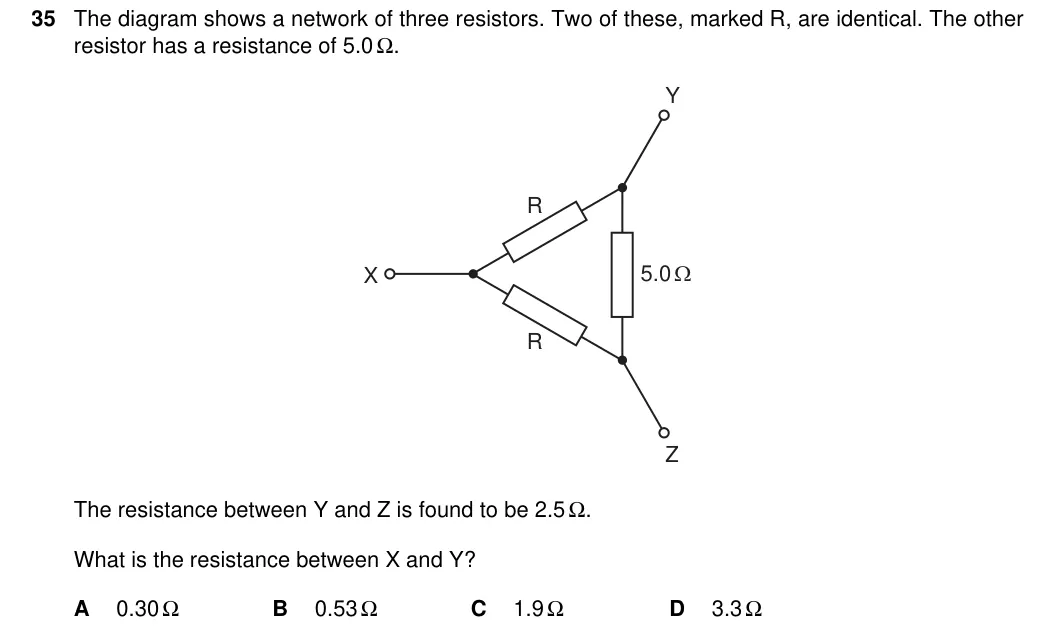 35 The diagram shows a network of three resistors. Two of these, marked R, are identical. The other
resistor has a resistance of 5.0 Ω.
Y
R
X
5.0 Ω
R
Z
The resistance between Y and Z is found to be 2.5 Ω.
What is the resistance between X and Y?
A 0.30 Ω B 0.53 Ω C 1.9 Ω D 3.3 Ω